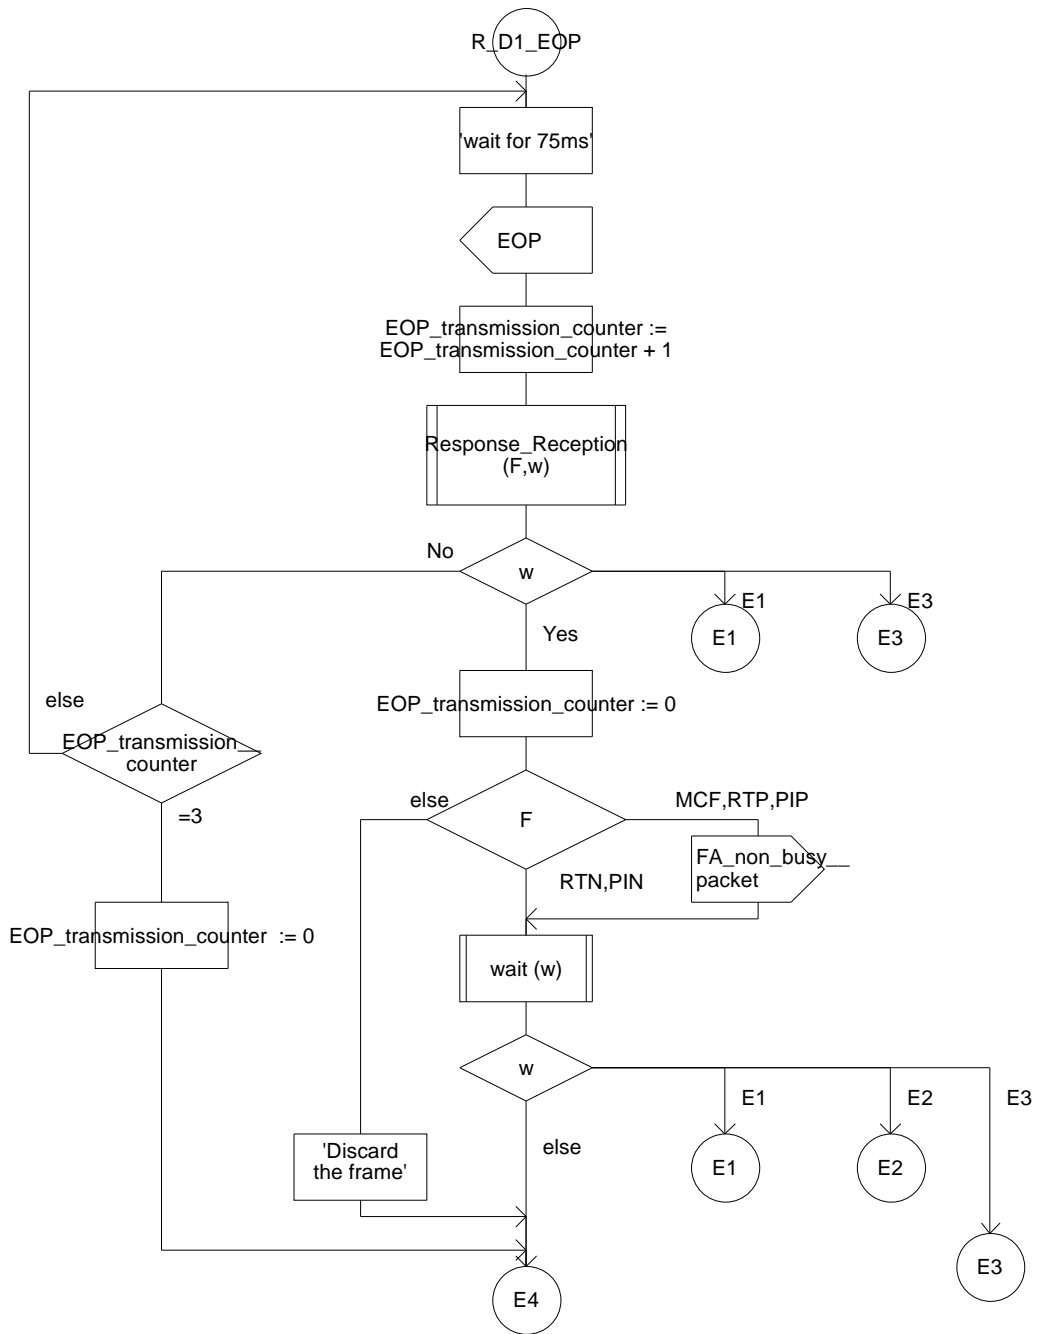 R_D1_EOP
'wait for 75ms'
EOP
EOP_transmission_counter :=
EOP_transmission_counter + 1
Response_Reception
(F,w)
No
w
E1
E3
E1
E3
Yes
EOP_transmission_counter := 0
else
EOP_transmission__
counter
=3
else
F
MCF,RTP,PIP
FA_non_busy__
packet
RTN,PIN
EOP_transmission_counter := 0
wait (w)
w
E1
E2
E3
else
'Discard
the frame'
E1
E2
E3
E4